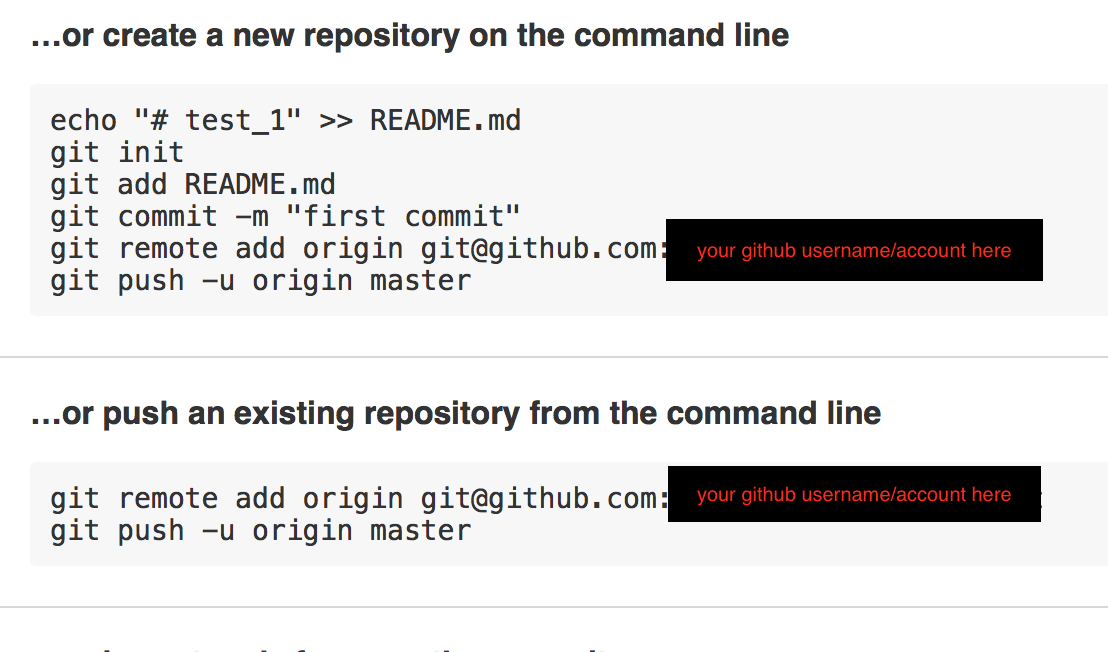 ...or create a new repository on the command line
echo "# test_1" >> README.md
git init
git add README.md
git commit -m "first commit"
git remote add origin git@github.com: your github username/account here
git push -u origin master
...or push an existing repository from the command line
git remote add origin git@github.com: your github username/account here
git push -u origin master